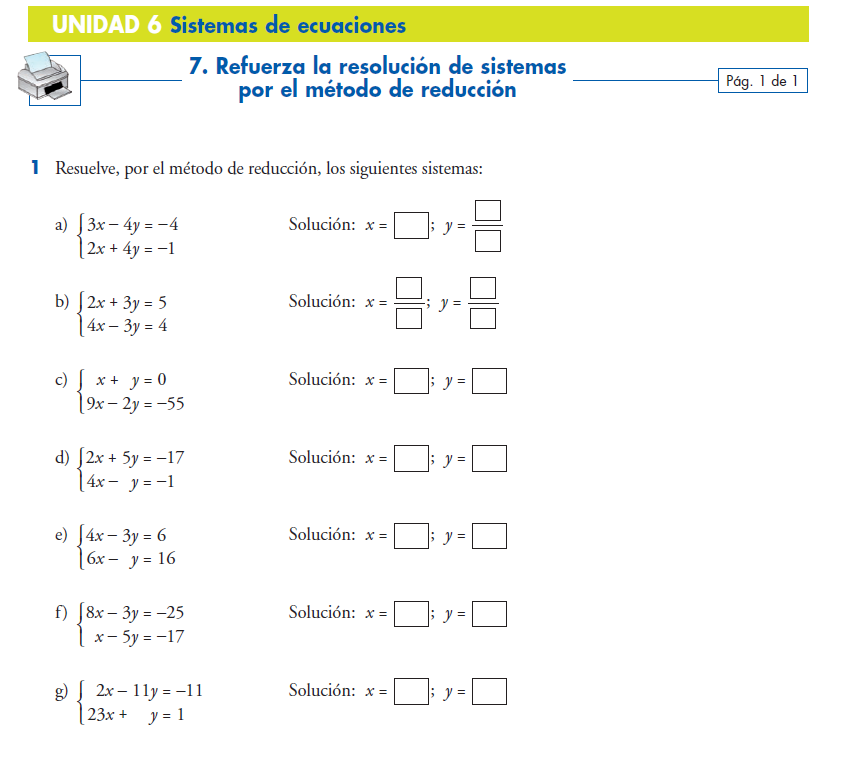 UNIDAD 6 Sistemas de ecuaciones
7. Refuerza la resolución de sistemas
por el método de reducción
Pág. 1 de 1
1 Resuelve, por el método de reducción, los siguientes sistemas:
a) 3x – 4y = –4
2x + 4y = –1
Solución: x = ; y =
b) 2x + 3y = 5
4x – 3y = 4
Solución: x = ; y =
c) x + y = 0
9x – 2y = –55
Solución: x = ; y =
d) 2x + 5y = –17
4x – y = –1
Solución: x = ; y =
e) 4x – 3y = 6
6x – y = 16
Solución: x = ; y =
f) 8x – 3y = –25
x – 5y = –17
Solución: x = ; y =
g) 2x – 11y = –11
23x + y = 1
Solución: x = ; y =